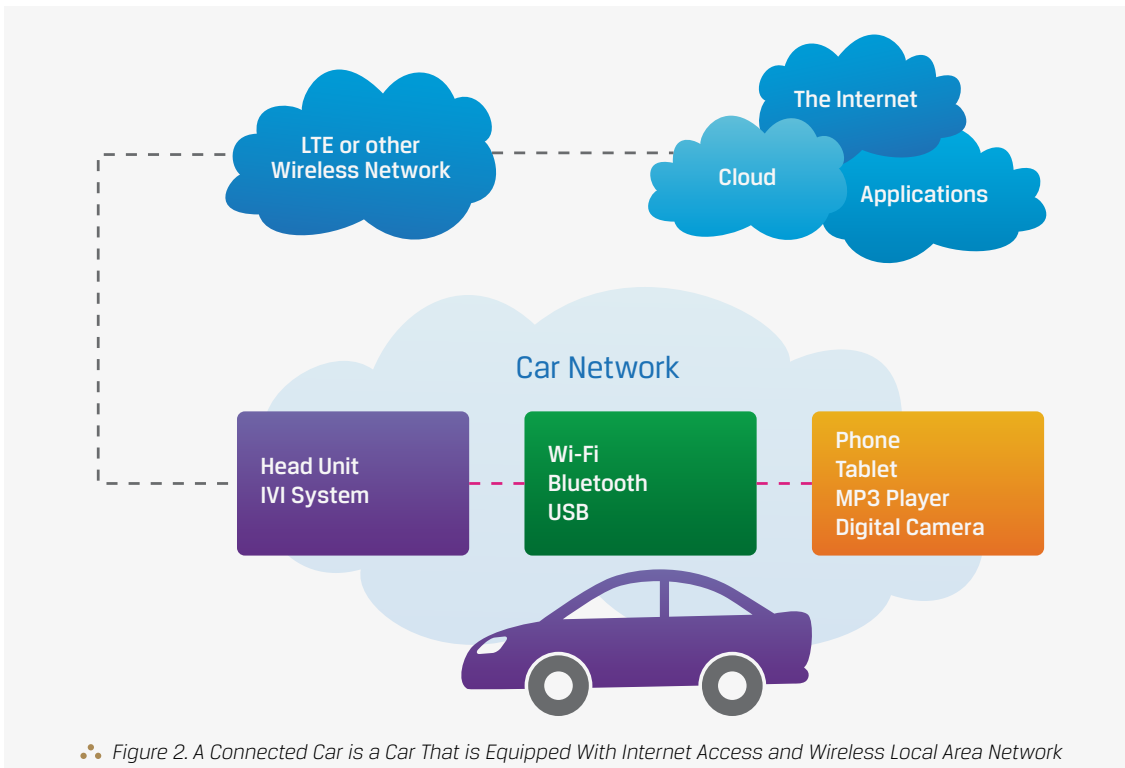 LTE or other
Wireless Network
The Internet
Cloud
Applications
Car Network
Head Unit
IVI System
Wi-Fi
Bluetooth
USB
Phone
Tablet
MP3 Player
Digital Camera
Figure 2. A Connected Car is a Car That is Equipped With Internet Access and Wireless Local Area Network